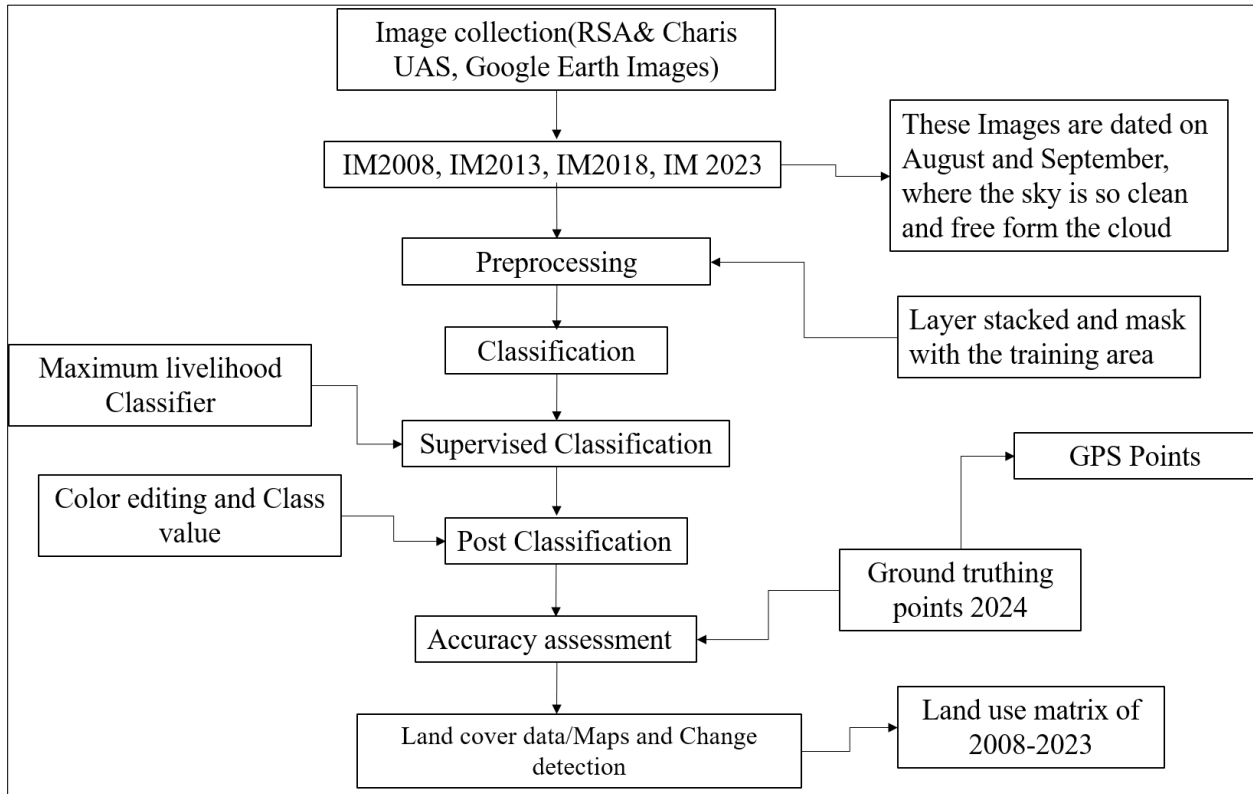 Image collection(RSA& Charis
UAS, Google Earth Images)
IM2008, IM2013, IM2018, IM 2023
These Images are dated on
August and September,
where the sky is so clean
and free form the cloud
Preprocessing
Layer stacked and mask
with the training area
Classification
Maximum livelihood
Classifier
Supervised Classification
GPS Points
Color editing and Class
value
Post Classification
Ground truthing
points 2024
Accuracy assessment
Land cover data/Maps and Change
detection
Land use matrix of
2008-2023